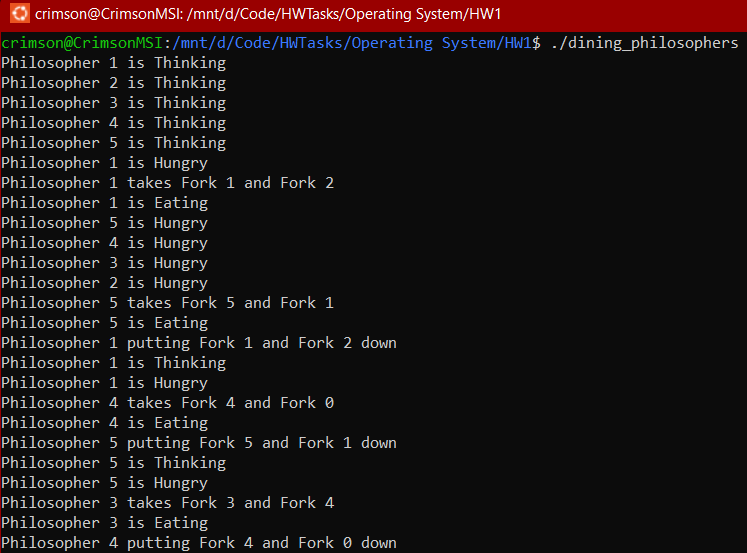 crimson@CrimsonMSI: /mnt/d/Code/HWTasks/Operating System/HW1
crimson@CrimsonMSI:/mnt/d/Code/HWTasks/Operating System/HW1$ ./dining_philosophers
Philosopher 1 is Thinking
Philosopher 2 is Thinking
Philosopher 3 is Thinking
Philosopher 4 is Thinking
Philosopher 5 is Thinking
Philosopher 1 is Hungry
Philosopher 1 takes Fork 1 and Fork 2
Philosopher 1 is Eating
Philosopher 5 is Hungry
Philosopher 4 is Hungry
Philosopher 3 is Hungry
Philosopher 2 is Hungry
Philosopher 5 takes Fork 5 and Fork 1
Philosopher 5 is Eating
Philosopher 1 putting Fork 1 and Fork 2 down
Philosopher 1 is Thinking
Philosopher 1 is Hungry
Philosopher 4 takes Fork 4 and Fork 0
Philosopher 4 is Eating
Philosopher 5 putting Fork 5 and Fork 1 down
Philosopher 5 is Thinking
Philosopher 5 is Hungry
Philosopher 3 takes Fork 3 and Fork 4
Philosopher 3 is Eating
Philosopher 4 putting Fork 4 and Fork 0 down